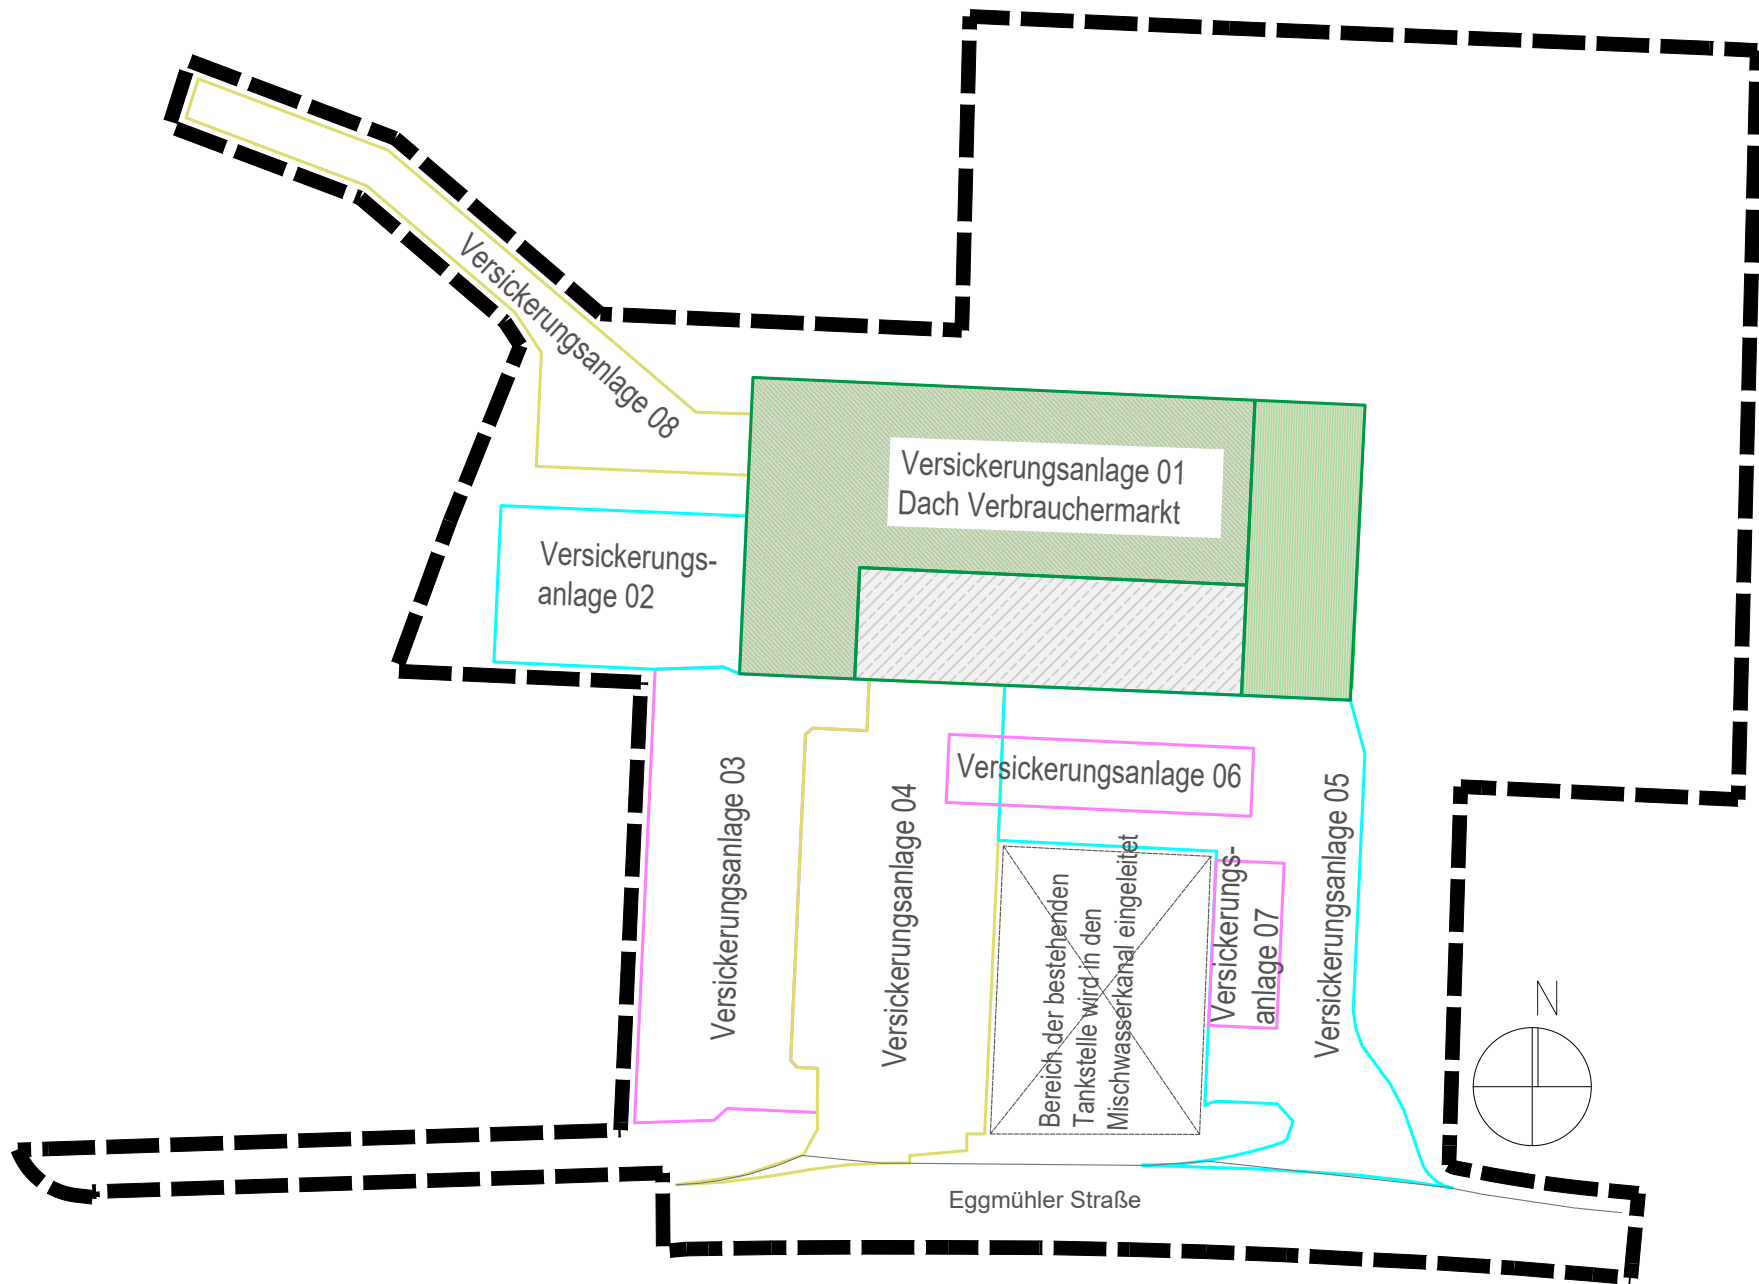 Versickerungsanlage 08
Versickerungsanlage 01
Dach Verbrauchermarkt
Versickerungs-
anlage 02
Versickerungsanlage 03
Versickerungsanlage 04
Versickerungsanlage 06
Versickerungsanlage 05
Versickerungs-
anlage 07
Bereich der bestehenden
Tankstelle wird in den
Mischwasserkanal eingeleitet
N
Eggmühler Straße